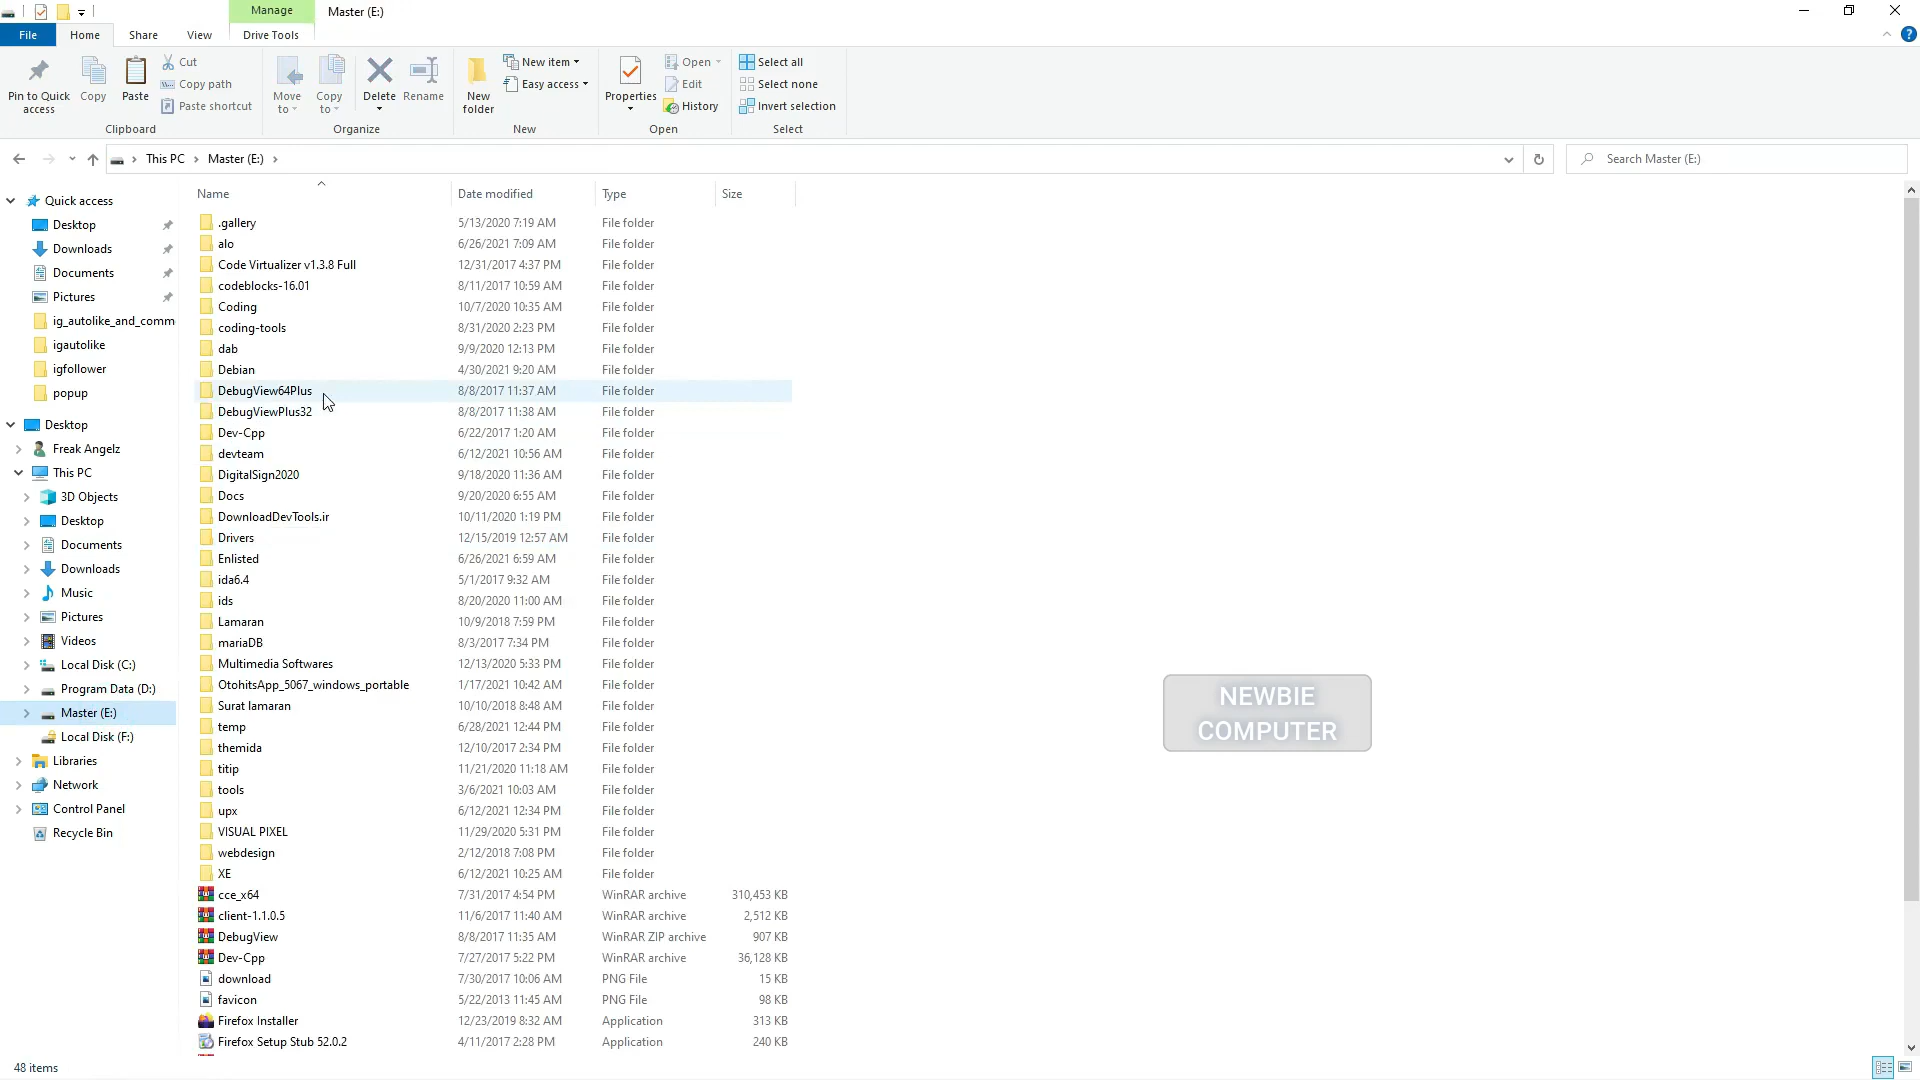 Manage
Master (E:)
File
Home
Share
View
Drive Tools
Pin to Quick
access
Copy
Paste
Cut
Copy path
Paste shortcut
Clipboard
Move
to
Copy
to
Delete
Rename
Organize
New
folder
New item
Easy access
New
Properties
Open
Edit
History
Open
Select all
Select none
Invert selection
Select
This PC
Master (E:)
Search Master (E:)
Quick access
Desktop
Downloads
Documents
Pictures
ig_autolike_and_comm
igautolike
igfollower
popup
Desktop
Freak Angelz
This PC
3D Objects
Desktop
Documents
Downloads
Music
Pictures
Videos
Local Disk (C:)
Program Data (D:)
Master (E:)
Local Disk (F:)
Libraries
Network
Control Panel
Recycle Bin
Name Date modified Type Size
.gallery 5/13/2020 7:19 AM File folder
alo 6/26/2021 7:09 AM File folder
Code Virtualizer v1.3.8 Full 12/31/2017 4:37 PM File folder
codeblocks-16.01 8/11/2017 10:59 AM File folder
Coding 10/7/2020 10:35 AM File folder
coding-tools 8/31/2020 2:23 PM File folder
dab 9/9/2020 12:13 PM File folder
Debian 4/30/2021 9:20 AM File folder
DebugView64Plus 8/8/2017 11:37 AM File folder
DebugViewPlus32 8/8/2017 11:38 AM File folder
Dev-Cpp 6/22/2017 1:20 AM File folder
devteam 6/12/2021 10:56 AM File folder
DigitalSign2020 9/18/2020 11:36 AM File folder
Docs 9/20/2020 6:55 AM File folder
DownloadDevTools.ir 10/11/2020 1:19 PM File folder
Drivers 12/15/2019 12:57 AM File folder
Enlisted 6/26/2021 6:59 AM File folder
ida6.4 5/1/2017 9:32 AM File folder
ids 8/20/2020 11:00 AM File folder
Lamaran 10/9/2018 7:59 PM File folder
mariaDB 8/3/2017 7:34 PM File folder
Multimedia Softwares 12/13/2020 5:33 PM File folder
OtohitsApp_5067_windows_portable 1/17/2021 10:42 AM File folder
Surat lamaran 10/10/2018 8:48 AM File folder
temp 6/28/2021 12:44 PM File folder
themida 12/10/2017 2:34 PM File folder
titip 11/21/2020 11:18 AM File folder
tools 3/6/2021 10:03 AM File folder
upx 6/12/2021 12:34 PM File folder
VISUAL PIXEL 11/29/2020 5:31 PM File folder
webdesign 2/12/2018 7:08 PM File folder
XE 6/12/2021 10:25 AM File folder
cce_x64 7/31/2017 4:54 PM WinRAR archive 310,453 KB
client-1.1.0.5 11/6/2017 11:40 AM WinRAR archive 2,512 KB
DebugView 8/8/2017 11:35 AM WinRAR ZIP archive 907 KB
Dev-Cpp 7/27/2017 5:22 PM WinRAR archive 36,128 KB
download 7/30/2017 10:06 AM PNG File 15 KB
favicon 5/22/2013 11:45 AM PNG File 98 KB
Firefox Installer 12/23/2019 8:32 AM Application 313 KB
Firefox Setup Stub 52.0.2 4/11/2017 2:28 PM Application 240 KB
NEWBIE
COMPUTER
48 items